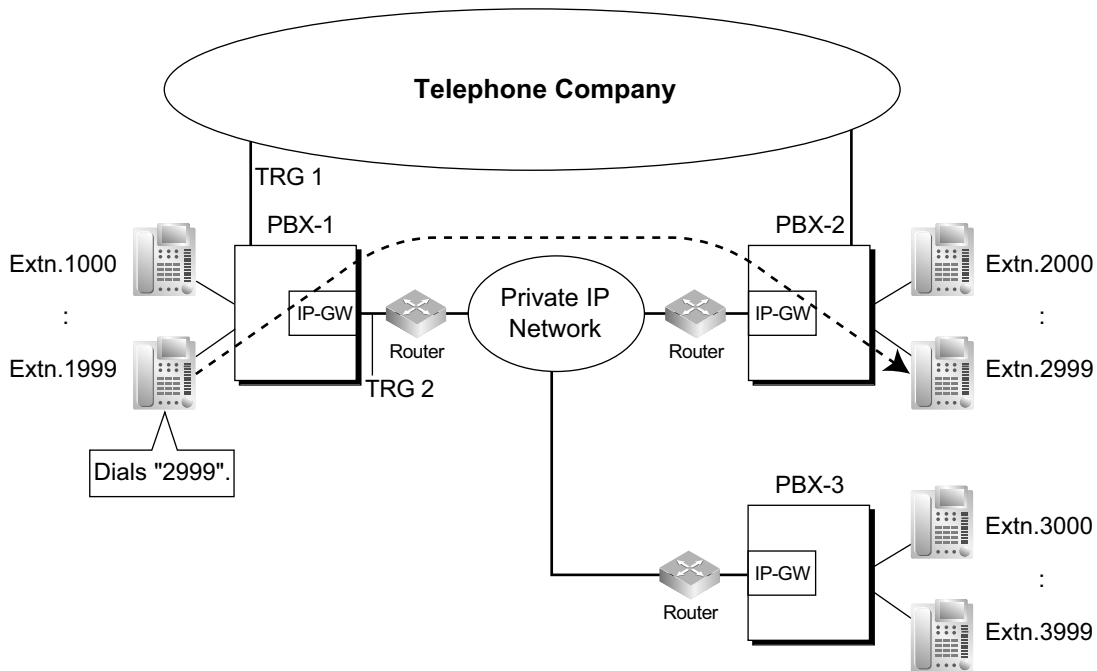 Telephone Company
TRG 1
PBX-1
PBX-2
Extn.1000
:
Extn.1999
IP-GW
Router
TRG 2
Private IP
Network
Router
IP-GW
Extn.2000
:
Extn.2999
Dials "2999".
PBX-3
Router
IP-GW
Extn.3000
:
Extn.3999